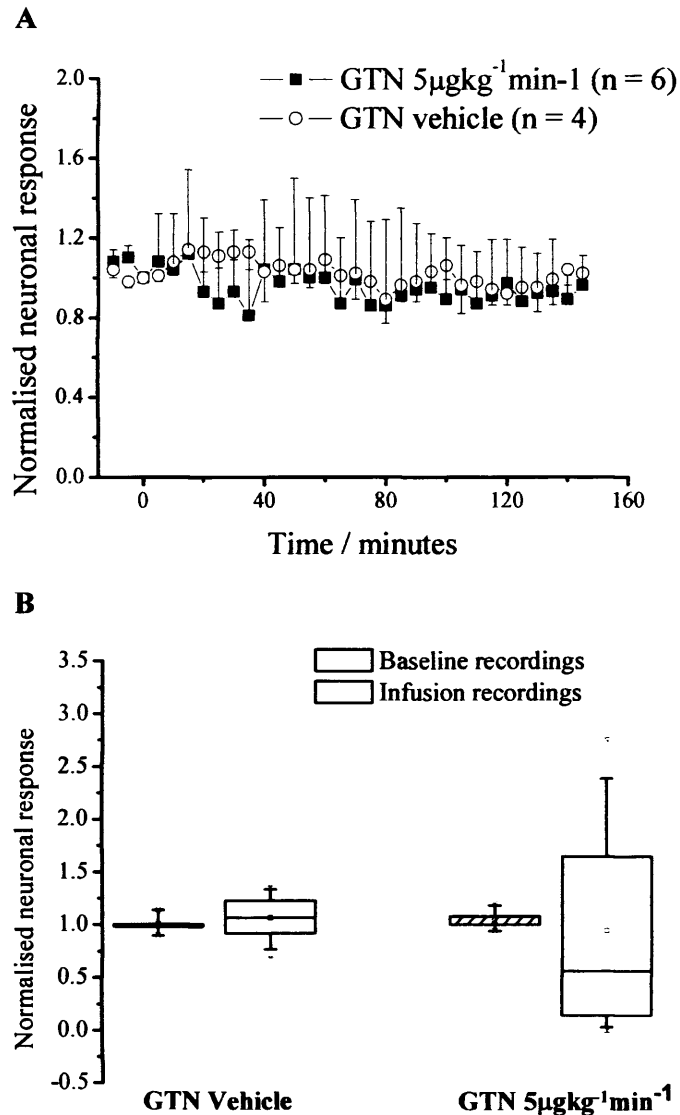 A
GTN 5µgkg⁻¹min-1 (n = 6)
GTN vehicle (n = 4)
2.0
1.6
1.2
0.8
0.4
0.0
Normalised neuronal response
0
40
80
120
160
Time / minutes
B
Baseline recordings
Infusion recordings
3.5
3.0
2.5
2.0
1.5
1.0
0.5
0.0
-0.5
Normalised neuronal response
GTN Vehicle
GTN 5µgkg⁻¹min⁻¹